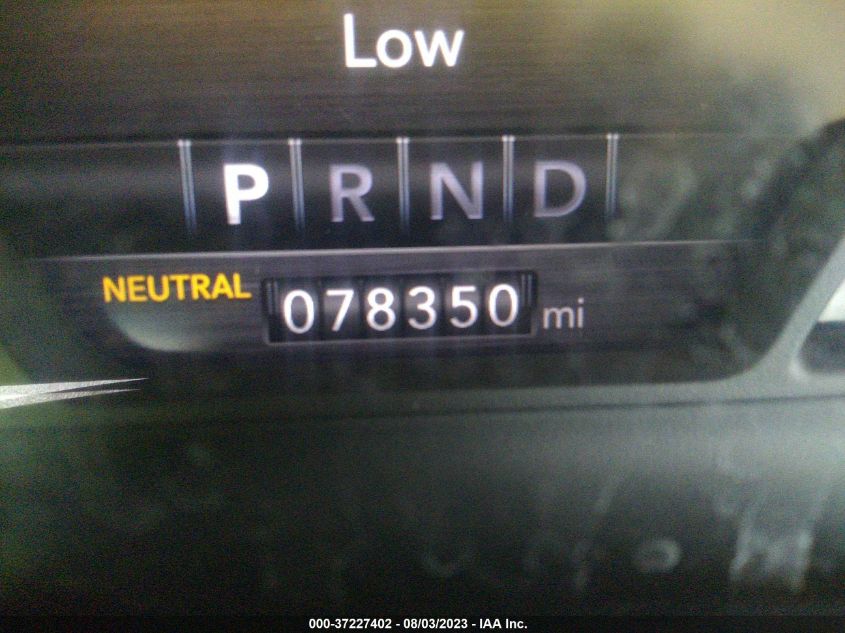 Low
P R N D
NEUTRAL 078350 mi
000-37227402 - 08/03/2023 - IAA Inc.